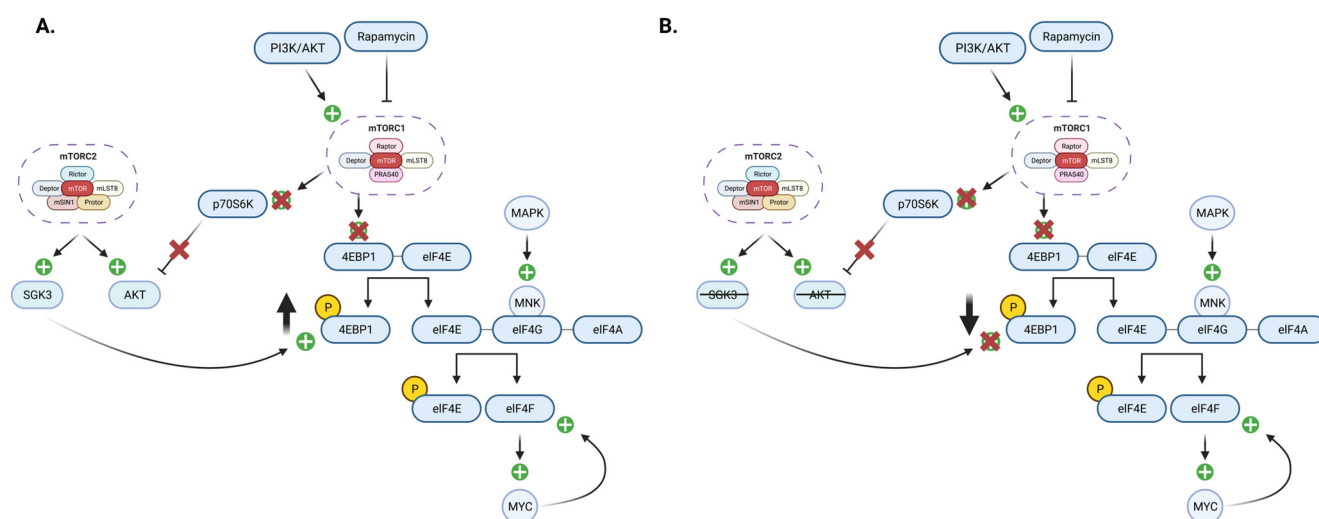 A.
PI3K/AKT
Rapamycin
mTORC1
Raptor
Deptor mTOR mLST8
PRAS40
mTORC2
Rictor
Deptor mTOR mLST8
mSIN1 Protor
p70S6K
MAPK
4EBP1 eIF4E
SGK3 AKT
P
MNK
4EBP1 eIF4E eIF4G eIF4A
P
eIF4E eIF4F
MYC
B.
PI3K/AKT
Rapamycin
mTORC1
Raptor
Deptor mTOR mLST8
PRAS40
mTORC2
Rictor
Deptor mTOR mLST8
mSIN1 Protor
p70S6K
MAPK
4EBP1 eIF4E
SGK3 AKT
P
MNK
4EBP1 eIF4E eIF4G eIF4A
P
eIF4E eIF4F
MYC